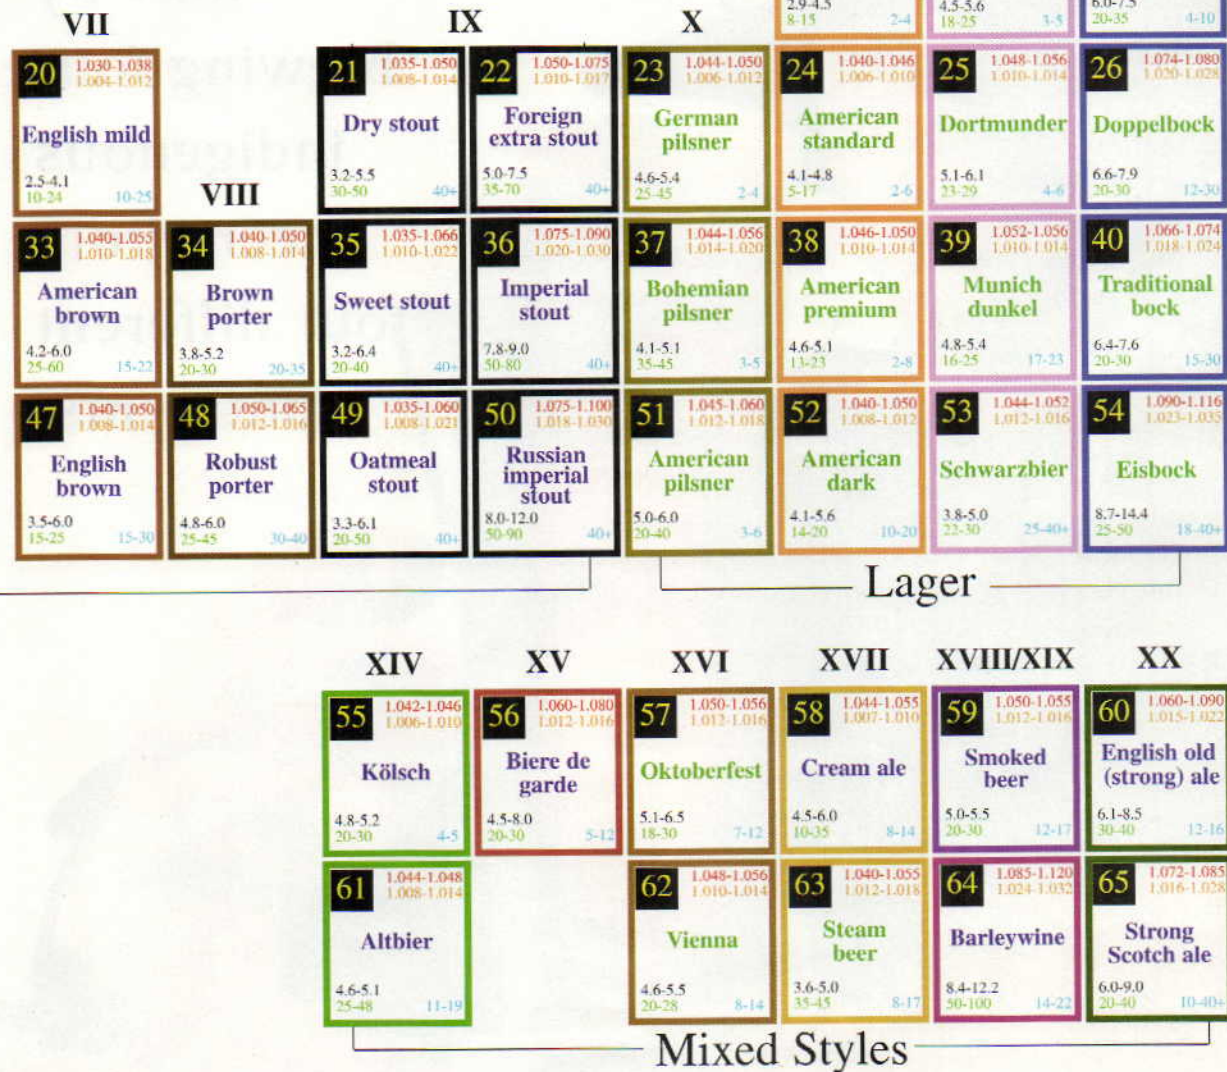 2.9-4.5 4.5-5.6 6.0-7.5
8-15 2-4 18-25 3-5 20-35 4-10
VII IX X
20 1.030-1.038
1.004-1.012
English mild
2.5-4.1
10-24 10-25
21 1.035-1.050
1.008-1.014
Dry stout
3.2-5.5
30-50 40+
22 1.050-1.075
1.010-1.017
Foreign
extra stout
5.0-7.5
35-70 40+
23 1.044-1.050
1.006-1.012
German
pilsner
4.6-5.4
25-45 2-4
24 1.040-1.046
1.006-1.010
American
standard
4.1-4.8
5-17 2-6
25 1.048-1.056
1.010-1.014
Dortmunder
5.1-6.1
23-29 4-6
26 1.074-1.080
1.020-1.028
Doppelbock
6.6-7.9
20-30 12-30
VIII
33 1.040-1.055
1.010-1.018
American
brown
4.2-6.0
25-60 15-22
34 1.040-1.050
1.008-1.014
Brown
porter
3.8-5.2
20-30 20-35
35 1.035-1.066
1.010-1.022
Sweet stout
3.2-6.4
20-40 40+
36 1.075-1.090
1.020-1.030
Imperial
stout
7.8-9.0
50-80 40+
37 1.044-1.056
1.014-1.020
Bohemian
pilsner
4.1-5.1
35-45 3-5
38 1.046-1.050
1.010-1.014
American
premium
4.6-5.1
13-23 2-8
39 1.052-1.056
1.010-1.014
Munich
dunkel
4.8-5.4
16-25 17-23
40 1.066-1.074
1.018-1.024
Traditional
bock
6.4-7.6
20-30 15-30
47 1.040-1.050
1.008-1.014
English
brown
3.5-6.0
15-25 15-30
48 1.050-1.065
1.012-1.016
Robust
porter
4.8-6.0
25-45 30-40
49 1.035-1.060
1.008-1.021
Oatmeal
stout
3.3-6.1
20-50 40+
50 1.075-1.100
1.018-1.030
Russian
imperial
stout
8.0-12.0
50-90 40+
51 1.045-1.060
1.012-1.018
American
pilsner
5.0-6.0
20-40 3-6
52 1.040-1.050
1.008-1.012
American
dark
4.1-5.6
14-20 10-20
53 1.044-1.052
1.012-1.016
Schwarzbier
3.8-5.0
22-30 25-40+
54 1.090-1.116
1.023-1.035
Eisbock
8.7-14.4
25-50 18-40+
Lager
XIV XV XVI XVII XVIII/XIX XX
55 1.042-1.046
1.006-1.010
Kölsch
4.8-5.2
20-30 4-5
56 1.060-1.080
1.012-1.016
Biere de
garde
4.5-8.0
20-30 5-12
57 1.050-1.056
1.012-1.016
Oktoberfest
5.1-6.5
18-30 7-12
58 1.044-1.055
1.007-1.010
Cream ale
4.5-6.0
10-35 8-14
59 1.050-1.055
1.012-1.016
Smoked
beer
5.0-5.5
20-30 12-17
60 1.060-1.090
1.015-1.022
English old
(strong) ale
6.1-8.5
30-40 12-16
61 1.044-1.048
1.008-1.014
Altbier
4.6-5.1
25-48 11-19
62 1.048-1.056
1.010-1.014
Vienna
4.6-5.5
20-28 8-14
63 1.040-1.055
1.012-1.018
Steam
beer
3.6-5.0
35-45 8-17
64 1.085-1.120
1.024-1.032
Barleywine
8.4-12.2
50-100 14-22
65 1.072-1.085
1.016-1.028
Strong
Scotch ale
6.0-9.0
20-40 10-40+
Mixed Styles